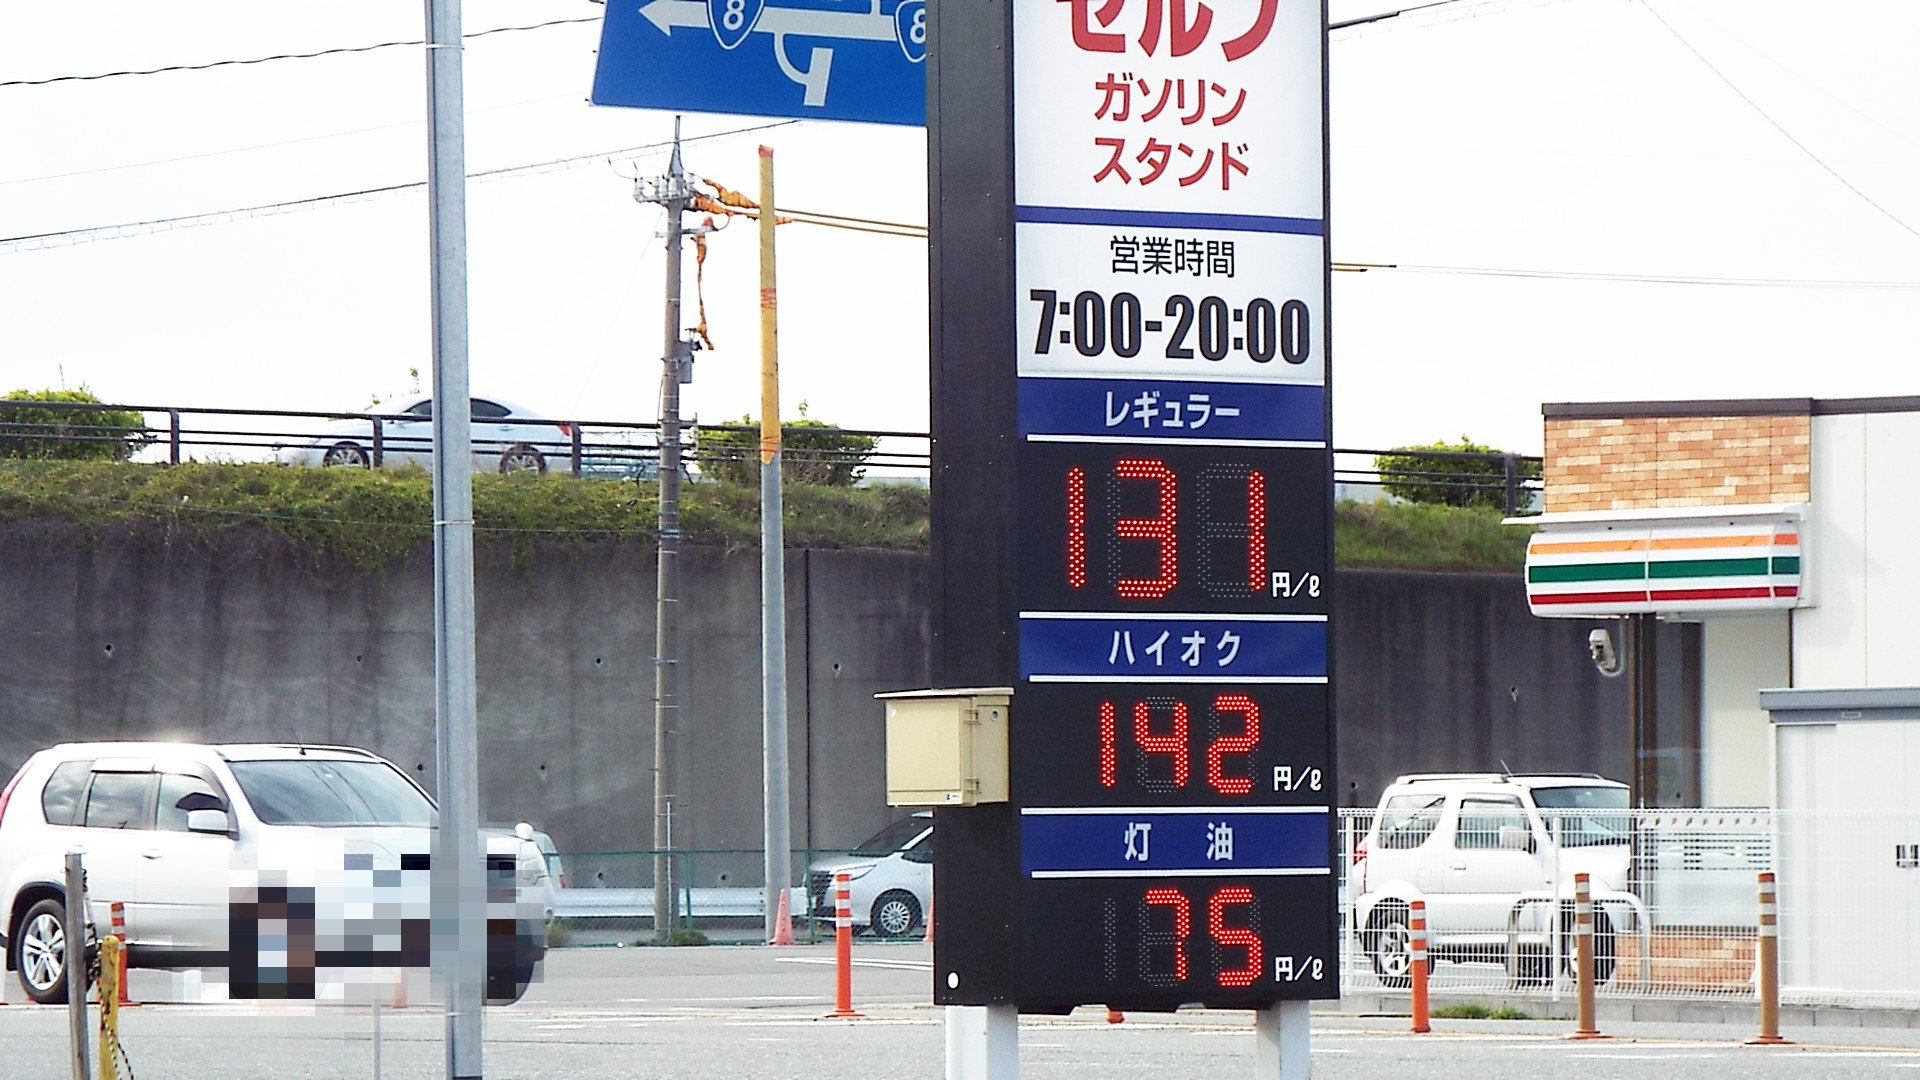 8
8
セルフ
ガソリン
スタンド
営業時間
7:00-20:00
レギュラー
131
円/ℓ
ハイオク
192
円/ℓ
灯 油
75
円/ℓ